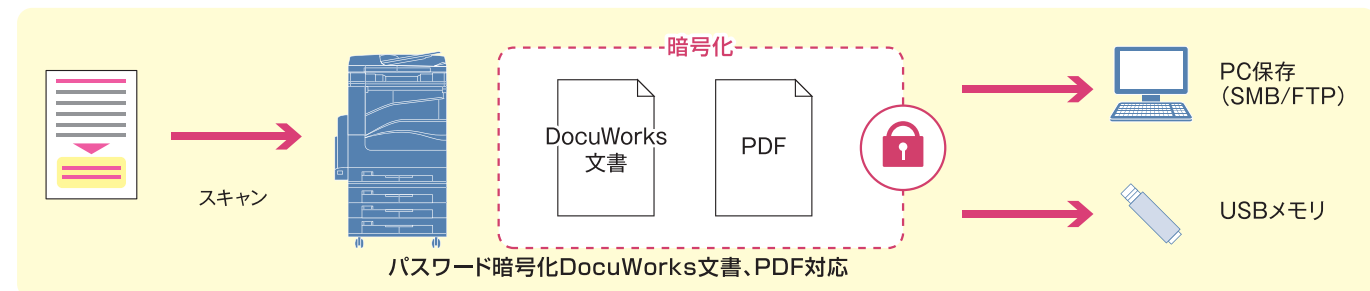 暗号化
DocuWorks
文書
PDF
スキャン
PC保存
(SMB/FTP)
USBメモリ
パスワード暗号化DocuWorks文書、PDF対応